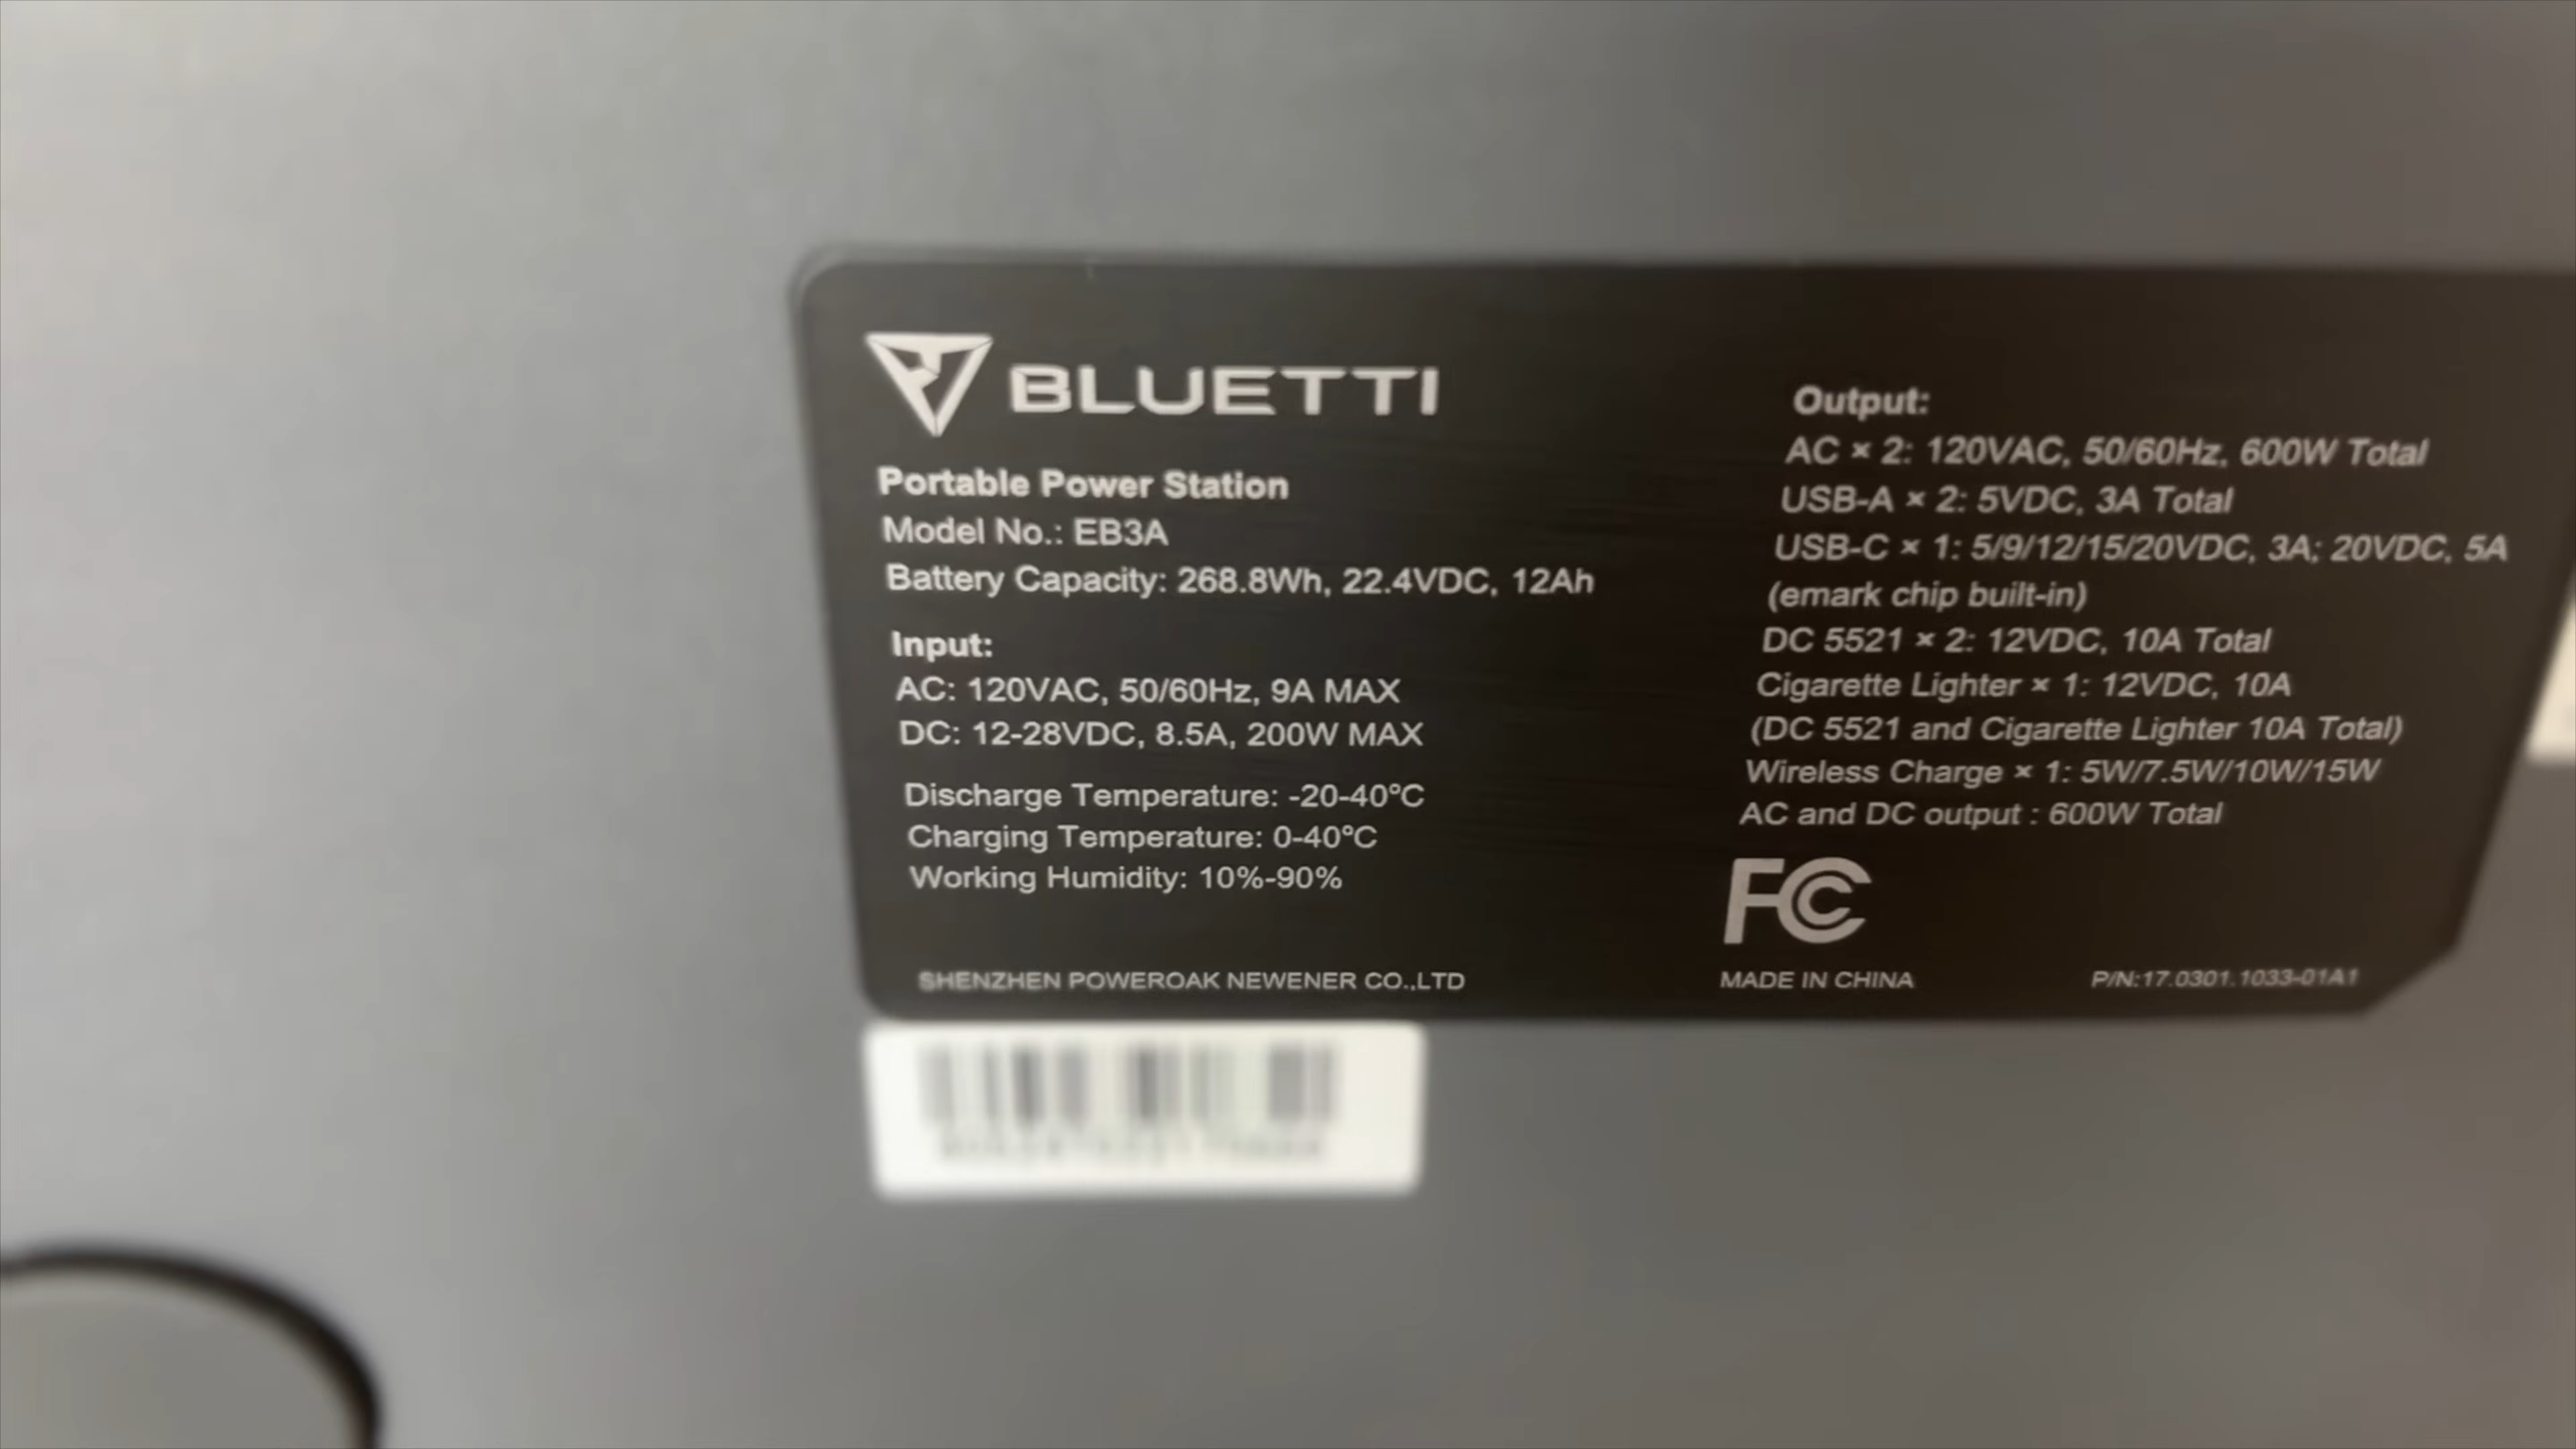 BLUETTI
Portable Power Station
Model No.: EB3A
Battery Capacity: 268.8Wh, 22.4VDC, 12Ah
Input:
AC: 120VAC, 50/60Hz, 9A MAX
DC: 12-28VDC, 8.5A, 200W MAX
Discharge Temperature: -20-40°C
Charging Temperature: 0-40°C
Working Humidity: 10%-90%
SHENZHEN POWEROAK NEWENER CO.,LTD
Output:
AC × 2: 120VAC, 50/60Hz, 600W Total
USB-A × 2: 5VDC, 3A Total
USB-C × 1: 5/9/12/15/20VDC, 3A; 20VDC, 5A
(emark chip built-in)
DC 5521 × 2: 12VDC, 10A Total
Cigarette Lighter × 1: 12VDC, 10A
(DC 5521 and Cigarette Lighter 10A Total)
Wireless Charge × 1: 5W/7.5W/10W/15W
AC and DC output : 600W Total
FC
MADE IN CHINA
P/N:17.0301.1033-01A1